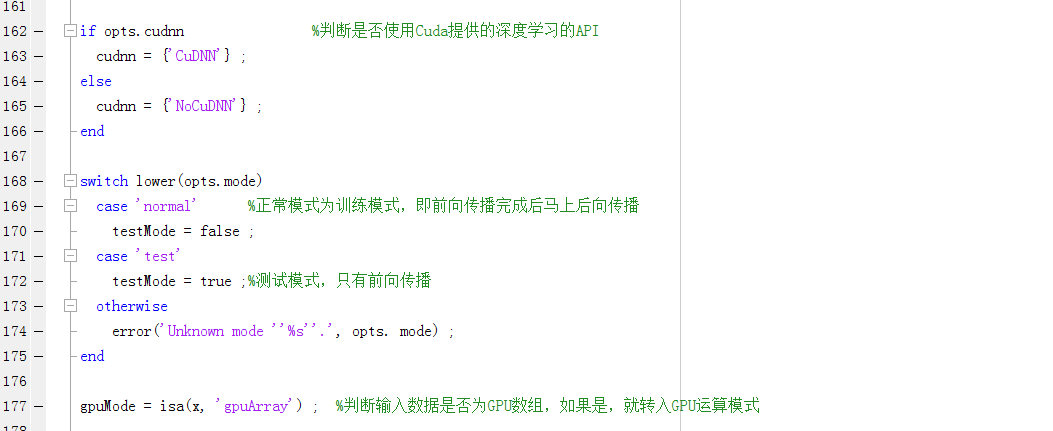 161
162 － if opts.cudnn %判断是否使用Cuda提供的深度学习的API
163 － cudnn = {'CuDNN'} ;
164 － else
165 － cudnn = {'NoCuDNN'} ;
166 － end
167
168 － switch lower(opts.mode)
169 － case 'normal' %正常模式为训练模式，即前向传播完成后马上后向传播
170 － testMode = false ;
171 － case 'test'
172 － testMode = true ;%测试模式，只有前向传播
173 － otherwise
174 － error('Unknown mode ''%s''.', opts. mode) ;
175 － end
176
177 － gpuMode = isa(x, 'gpuArray') ; %判断输入数据是否为GPU数组，如果是，就转入GPU运算模式
178